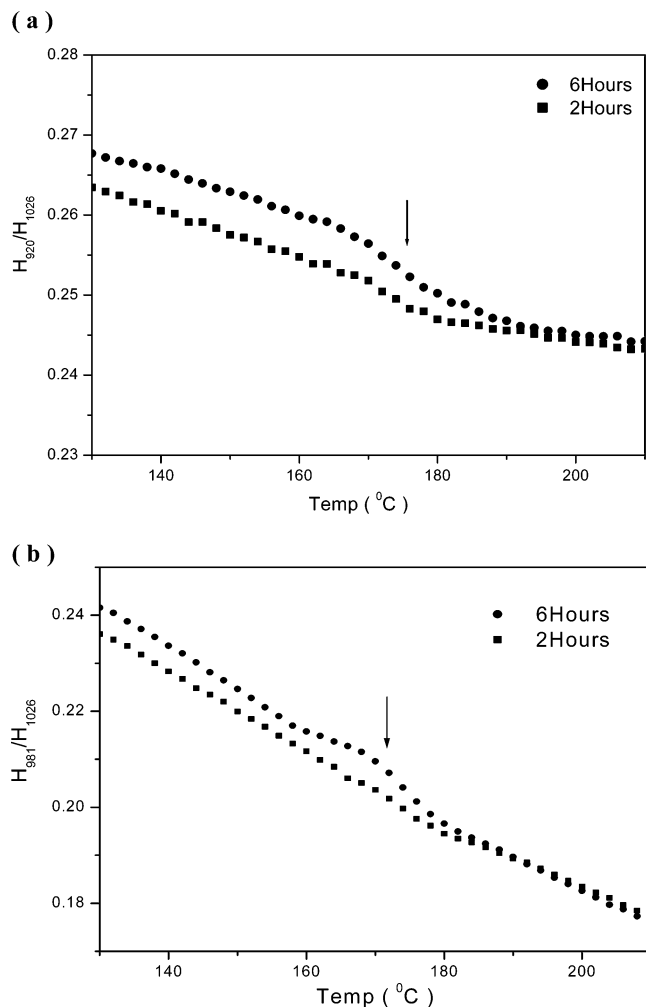 ( a )
0.28
0.27
0.26
0.25
0.24
0.23
H920/H1026
6Hours
2Hours
140 160 180 200
Temp ( 0C )
( b )
0.24
0.22
0.20
0.18
H981/H1026
6Hours
2Hours
140 160 180 200
Temp ( 0C )